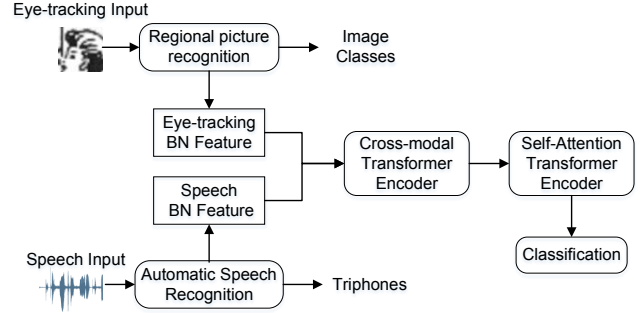 Eye-tracking Input
Regional picture
recognition
Image
Classes
Eye-tracking
BN Feature
Speech
BN Feature
Cross-modal
Transformer
Encoder
Self-Attention
Transformer
Encoder
Classification
Speech Input
Automatic Speech
Recognition
Triphones